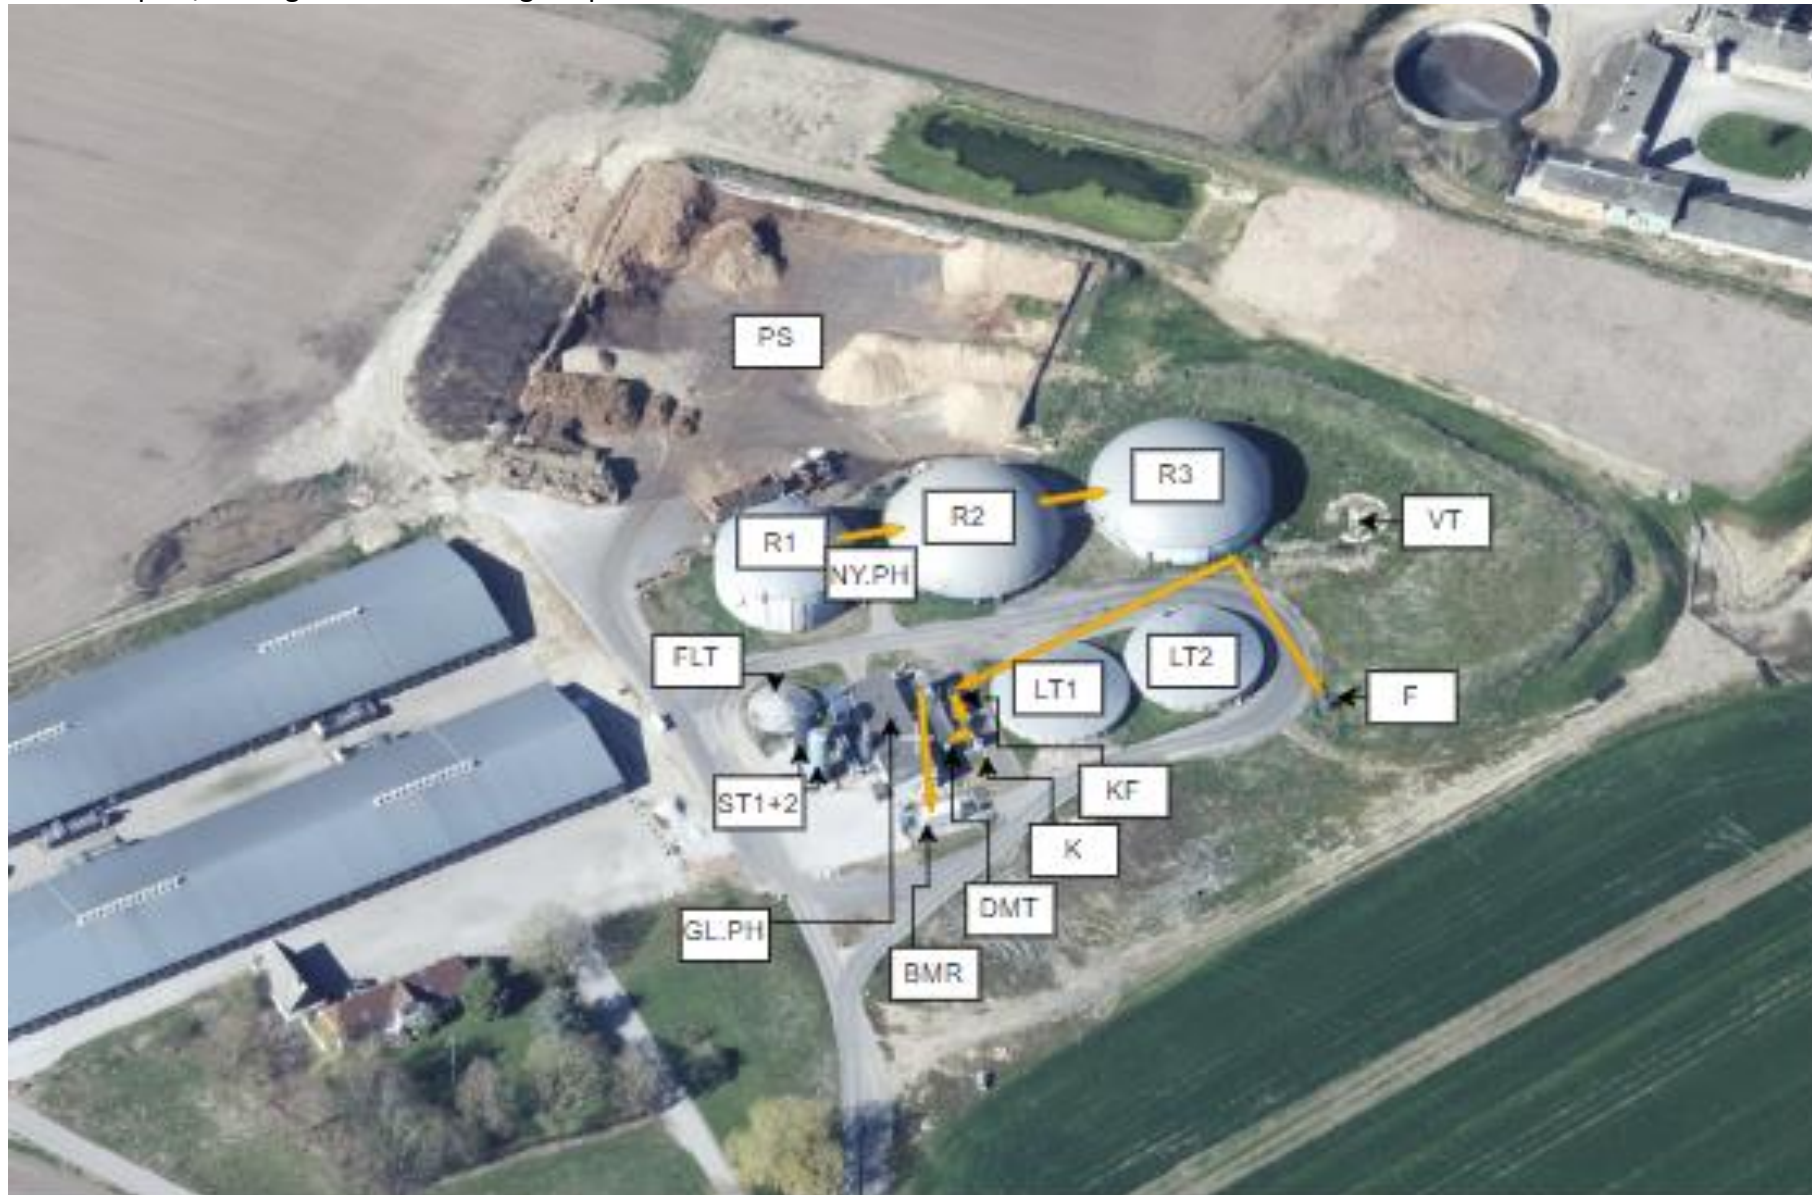 PS
R3
R2
VT
R1
NY.PH
FLT
LT2
LT1
F
ST1+2
KF
K
DMT
GL.PH
BMR